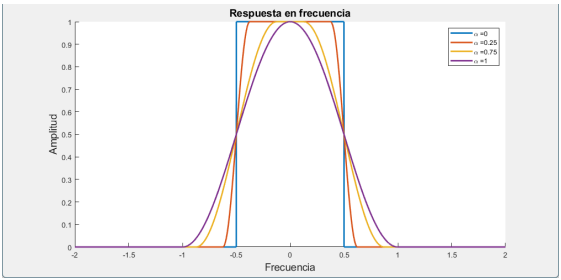 Respuesta en frecuencia
α =0
α =0.25
α =0.75
α =1
Amplitud
1
0.9
0.8
0.7
0.6
0.5
0.4
0.3
0.2
0.1
0
-2
-1.5
-1
-0.5
0
0.5
1
1.5
2
Frecuencia